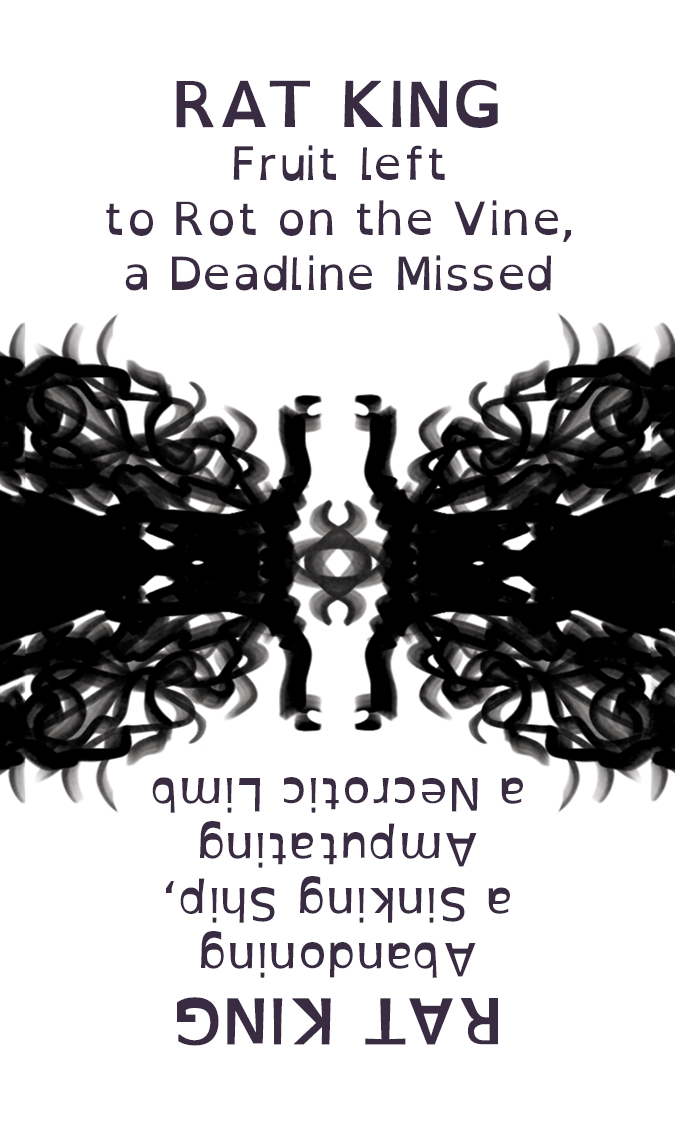 RAT KING
Fruit left
to Rot on the Vine,
a Deadline Missed
RAT KING
Abandoning
a Sinking Ship,
Amputating
a Necrotic Limb